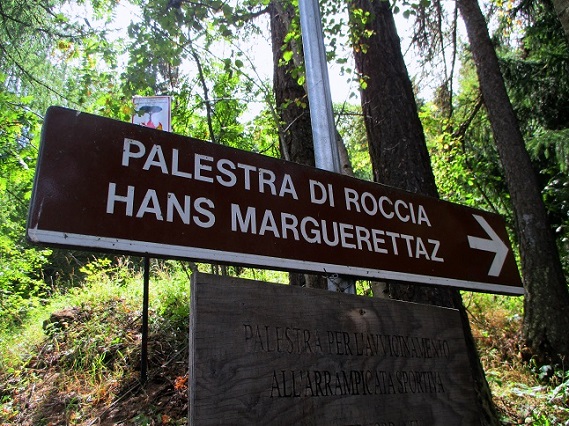 PALESTRA DI ROCCIA
HANS MARGUERETTAZ
PALESTRA PER L'AVVICINAMENTO
ALL'ARRAMPICATA SPORTIVA